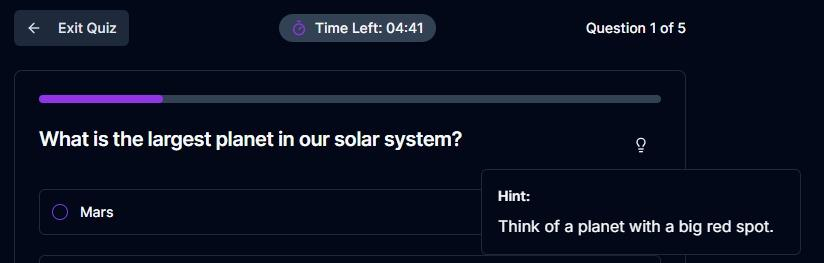 Exit Quiz
Time Left: 04:41
Question 1 of 5
What is the largest planet in our solar system?
Hint:
Think of a planet with a big red spot.
Mars